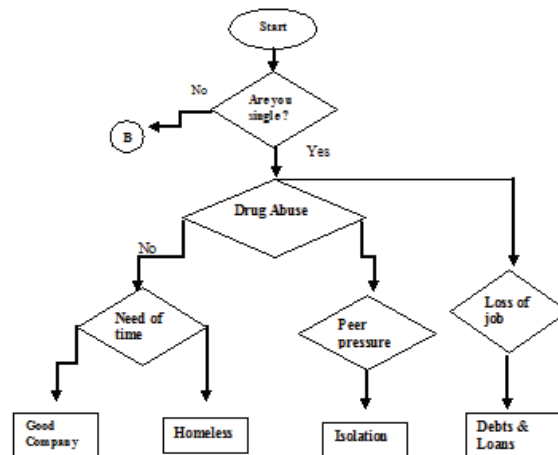 Start
No
Are you
single?
B
Yes
Drug Abuse
No
Need of
time
Peer
pressure
Loss of
job
Good
Company
Homeless
Isolation
Debts &
Loans